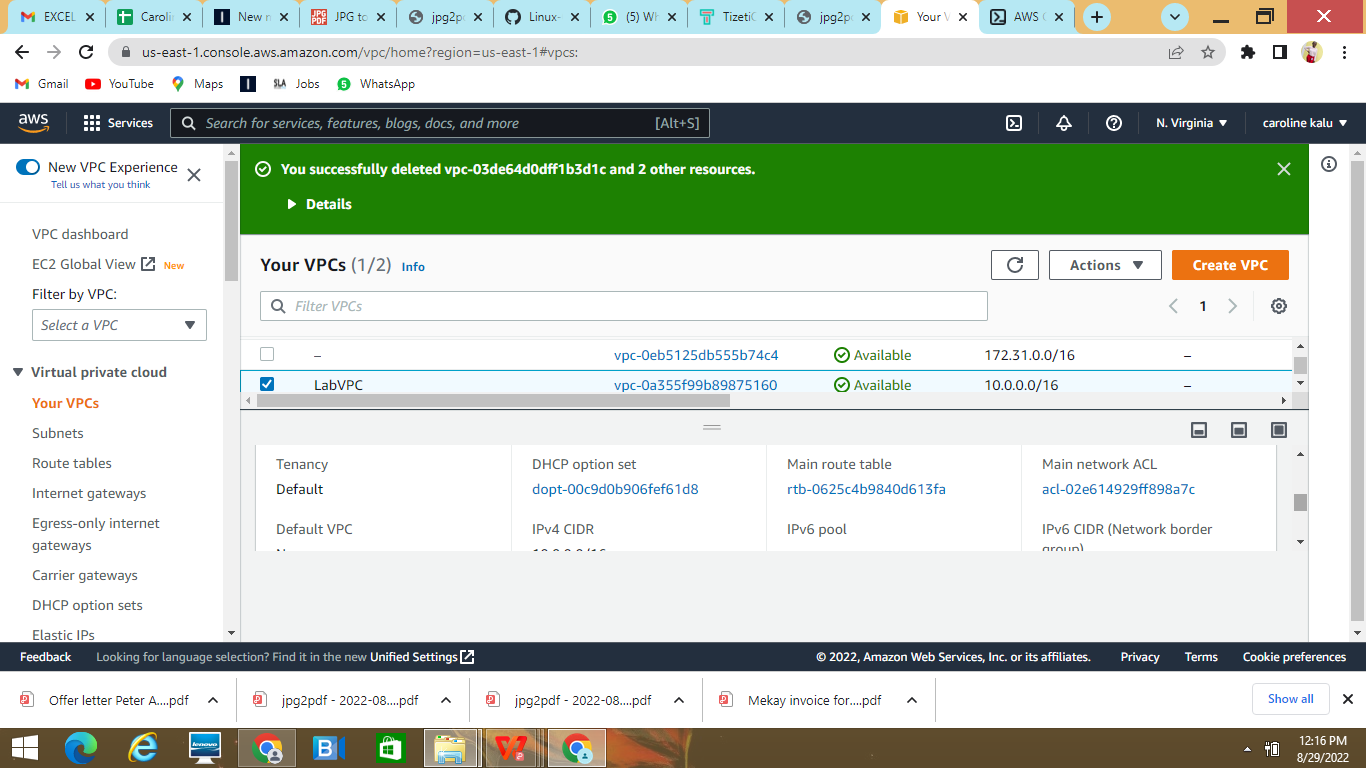 EXCEL
Carolin
New n
JPG to
jpg2pd
Linux-
(5) Wh
TizetiC
jpg2pd
Your V
AWS C
us-east-1.console.aws.amazon.com/vpc/home?region=us-east-1#vpcs:
Gmail
YouTube
Maps
SLA Jobs
WhatsApp
aws
Services
Search for services, features, blogs, docs, and more
[Alt+S]
N. Virginia
caroline kalu
New VPC Experience
Tell us what you think
You successfully deleted vpc-03de64d0dff1b3d1c and 2 other resources.
Details
VPC dashboard
EC2 Global View New
Filter by VPC:
Select a VPC
Virtual private cloud
Your VPCs
Subnets
Route tables
Internet gateways
Egress-only internet
gateways
Carrier gateways
DHCP option sets
Elastic IPs
Your VPCs (1/2) Info
Actions
Create VPC
Filter VPCs
1
– vpc-0eb5125db555b74c4 Available 172.31.0.0/16 –
LabVPC vpc-0a355f99b89875160 Available 10.0.0.0/16 –
Tenancy
Default
DHCP option set
dopt-00c9d0b906fef61d8
Main route table
rtb-0625c4b9840d613fa
Main network ACL
acl-02e614929ff898a7c
Default VPC
IPv4 CIDR
10.0.0.0/16
IPv6 pool
IPv6 CIDR (Network border
group)
Feedback
Looking for language selection? Find it in the new Unified Settings
© 2022, Amazon Web Services, Inc. or its affiliates.
Privacy
Terms
Cookie preferences
Offer letter Peter A....pdf
jpg2pdf - 2022-08....pdf
jpg2pdf - 2022-08....pdf
Mekay invoice for....pdf
Show all
lenovo
12:16 PM
8/29/2022